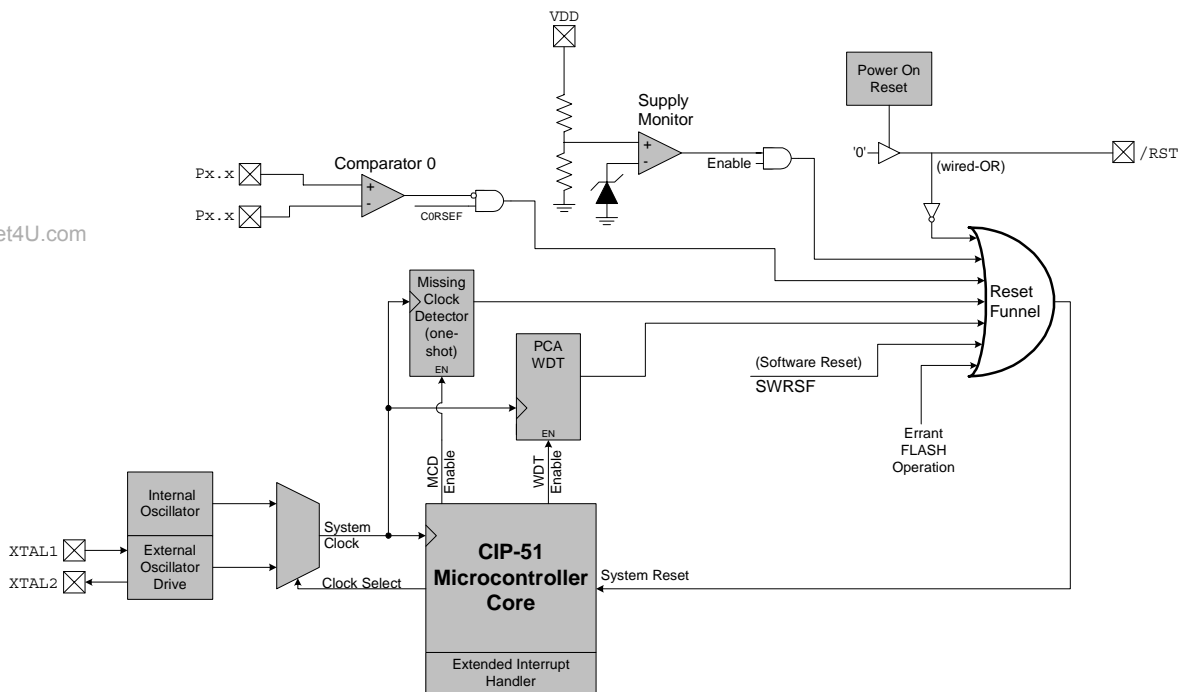 VDD
Power On
Reset
Supply
Monitor
+
-
Enable
'0'
/RST
(wired-OR)
Comparator 0
Px.x
+
-
Px.x
C0RSEF
et4U.com
Missing
Clock
Detector
(one-
shot)
EN
Reset
Funnel
PCA
WDT
EN
(Software Reset)
SWRSF
Errant
FLASH
Operation
MCD
Enable
WDT
Enable
Internal
Oscillator
System
Clock
XTAL1
External
Oscillator
Drive
XTAL2
Clock Select
CIP-51
Microcontroller
Core
System Reset
Extended Interrupt
Handler